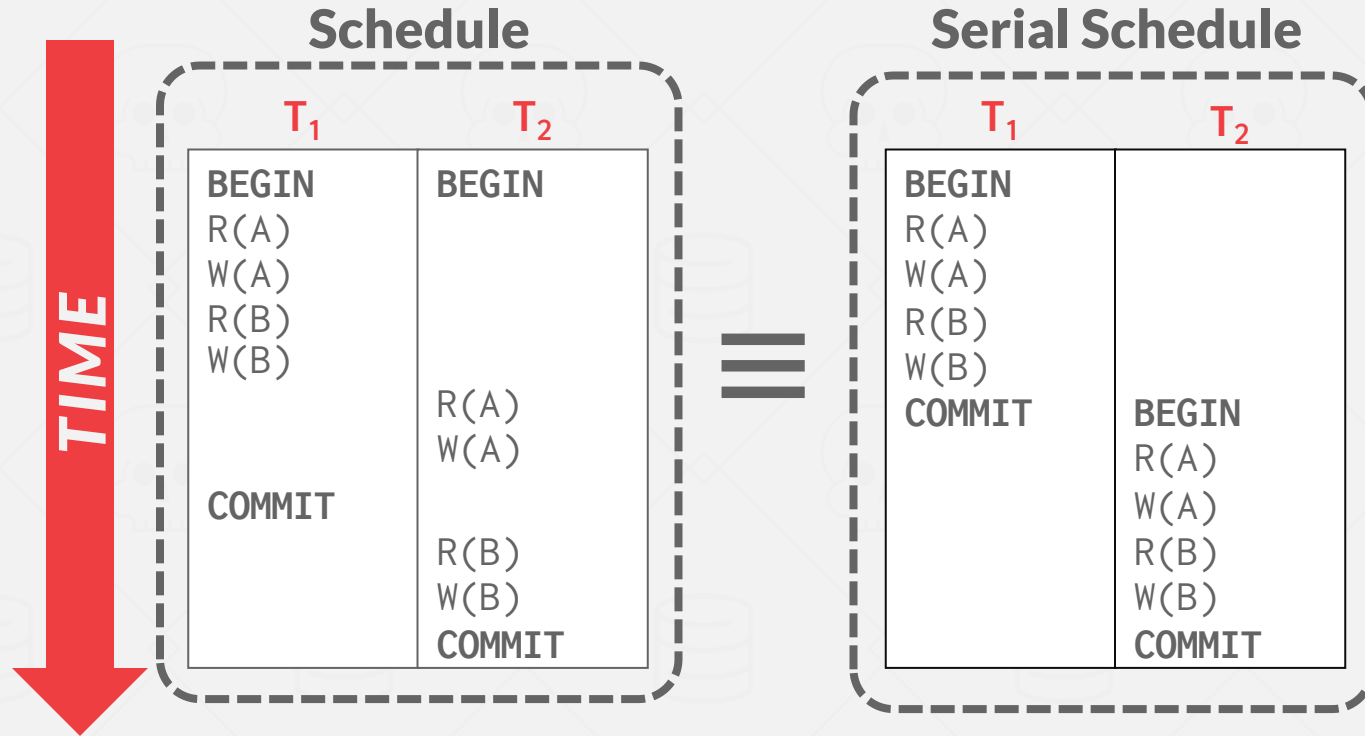 Schedule
Serial Schedule
TIME
T₁ T₂
BEGIN BEGIN
R(A)
W(A)
R(B)
W(B)
R(A)
W(A)
COMMIT
R(B)
W(B)
COMMIT
≡
T₁ T₂
BEGIN
R(A)
W(A)
R(B)
W(B)
COMMIT BEGIN
R(A)
W(A)
R(B)
W(B)
COMMIT